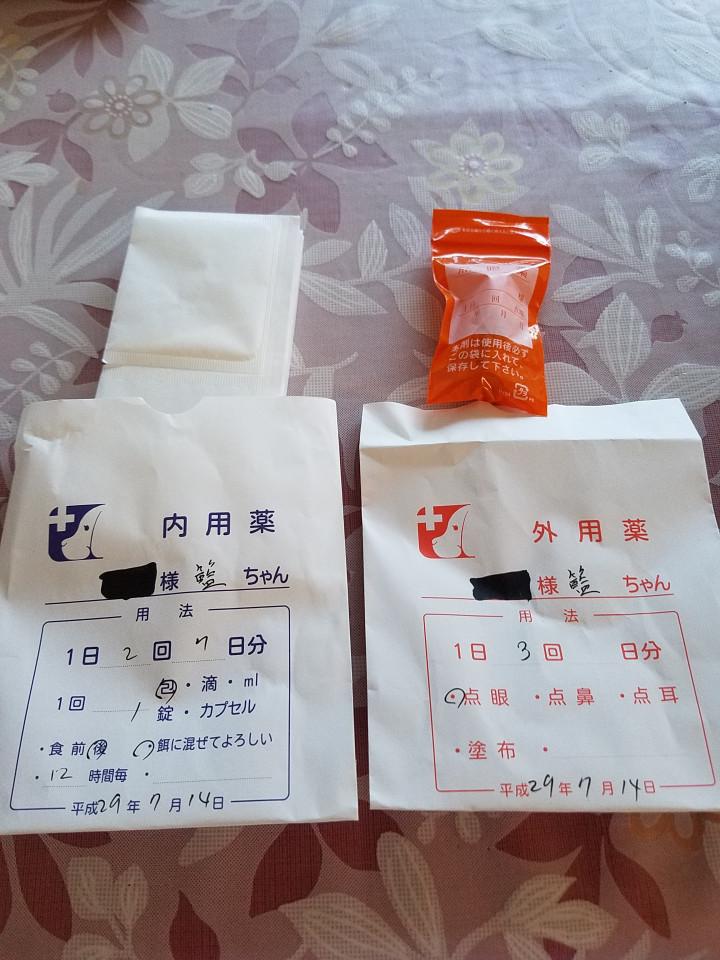 本剤は使用後必ず
この袋に入れて、
保存して下さい。
内用薬
様 籃 ちゃん
用法
1日 2 回 7 日分
1回 1 包・滴・ml
錠・カプセル
・食前後 ・餌に混ぜてよろしい
・12時間毎 ・
平成29年7月14日
外用薬
様 籃 ちゃん
用法
1日 3 回 日分
・点眼 ・点鼻 ・点耳
・塗布 ・
平成29年7月14日